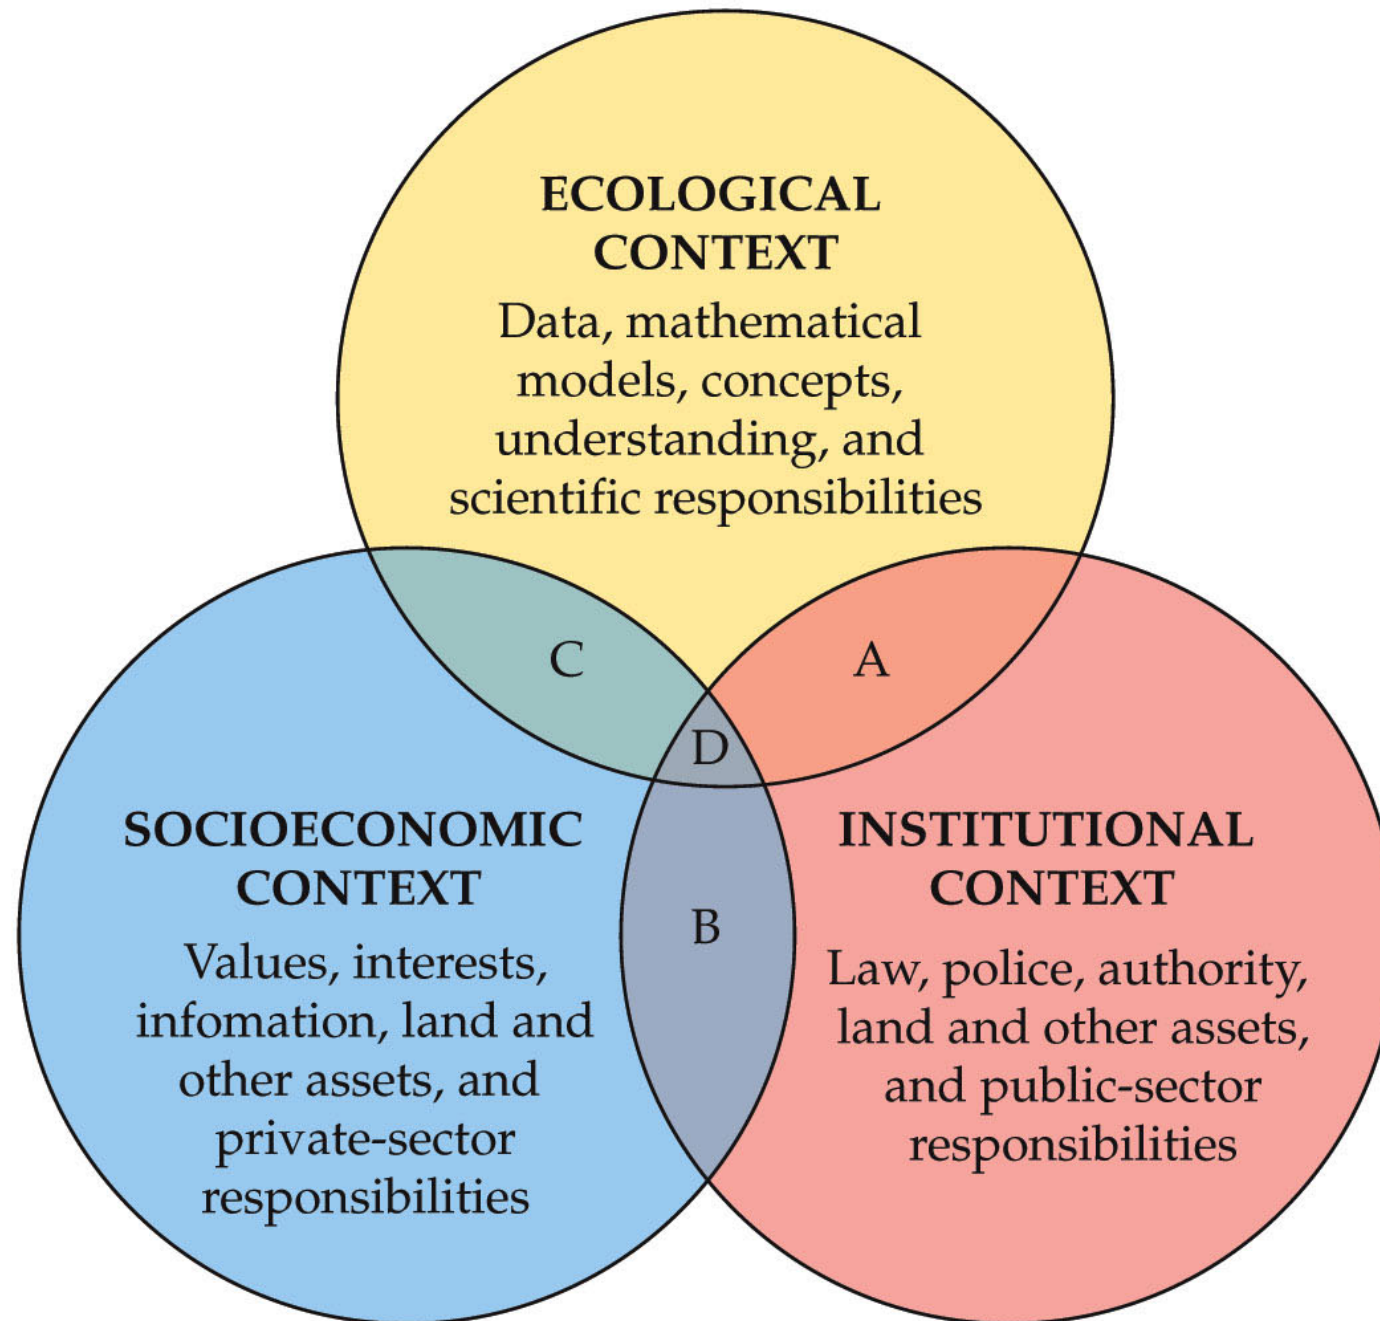 ECOLOGICAL
CONTEXT
Data, mathematical
models, concepts,
understanding, and
scientific responsibilities
C
A
D
B
SOCIOECONOMIC
CONTEXT
Values, interests,
infomation, land and
other assets, and
private-sector
responsibilities
INSTITUTIONAL
CONTEXT
Law, police, authority,
land and other assets,
and public-sector
responsibilities